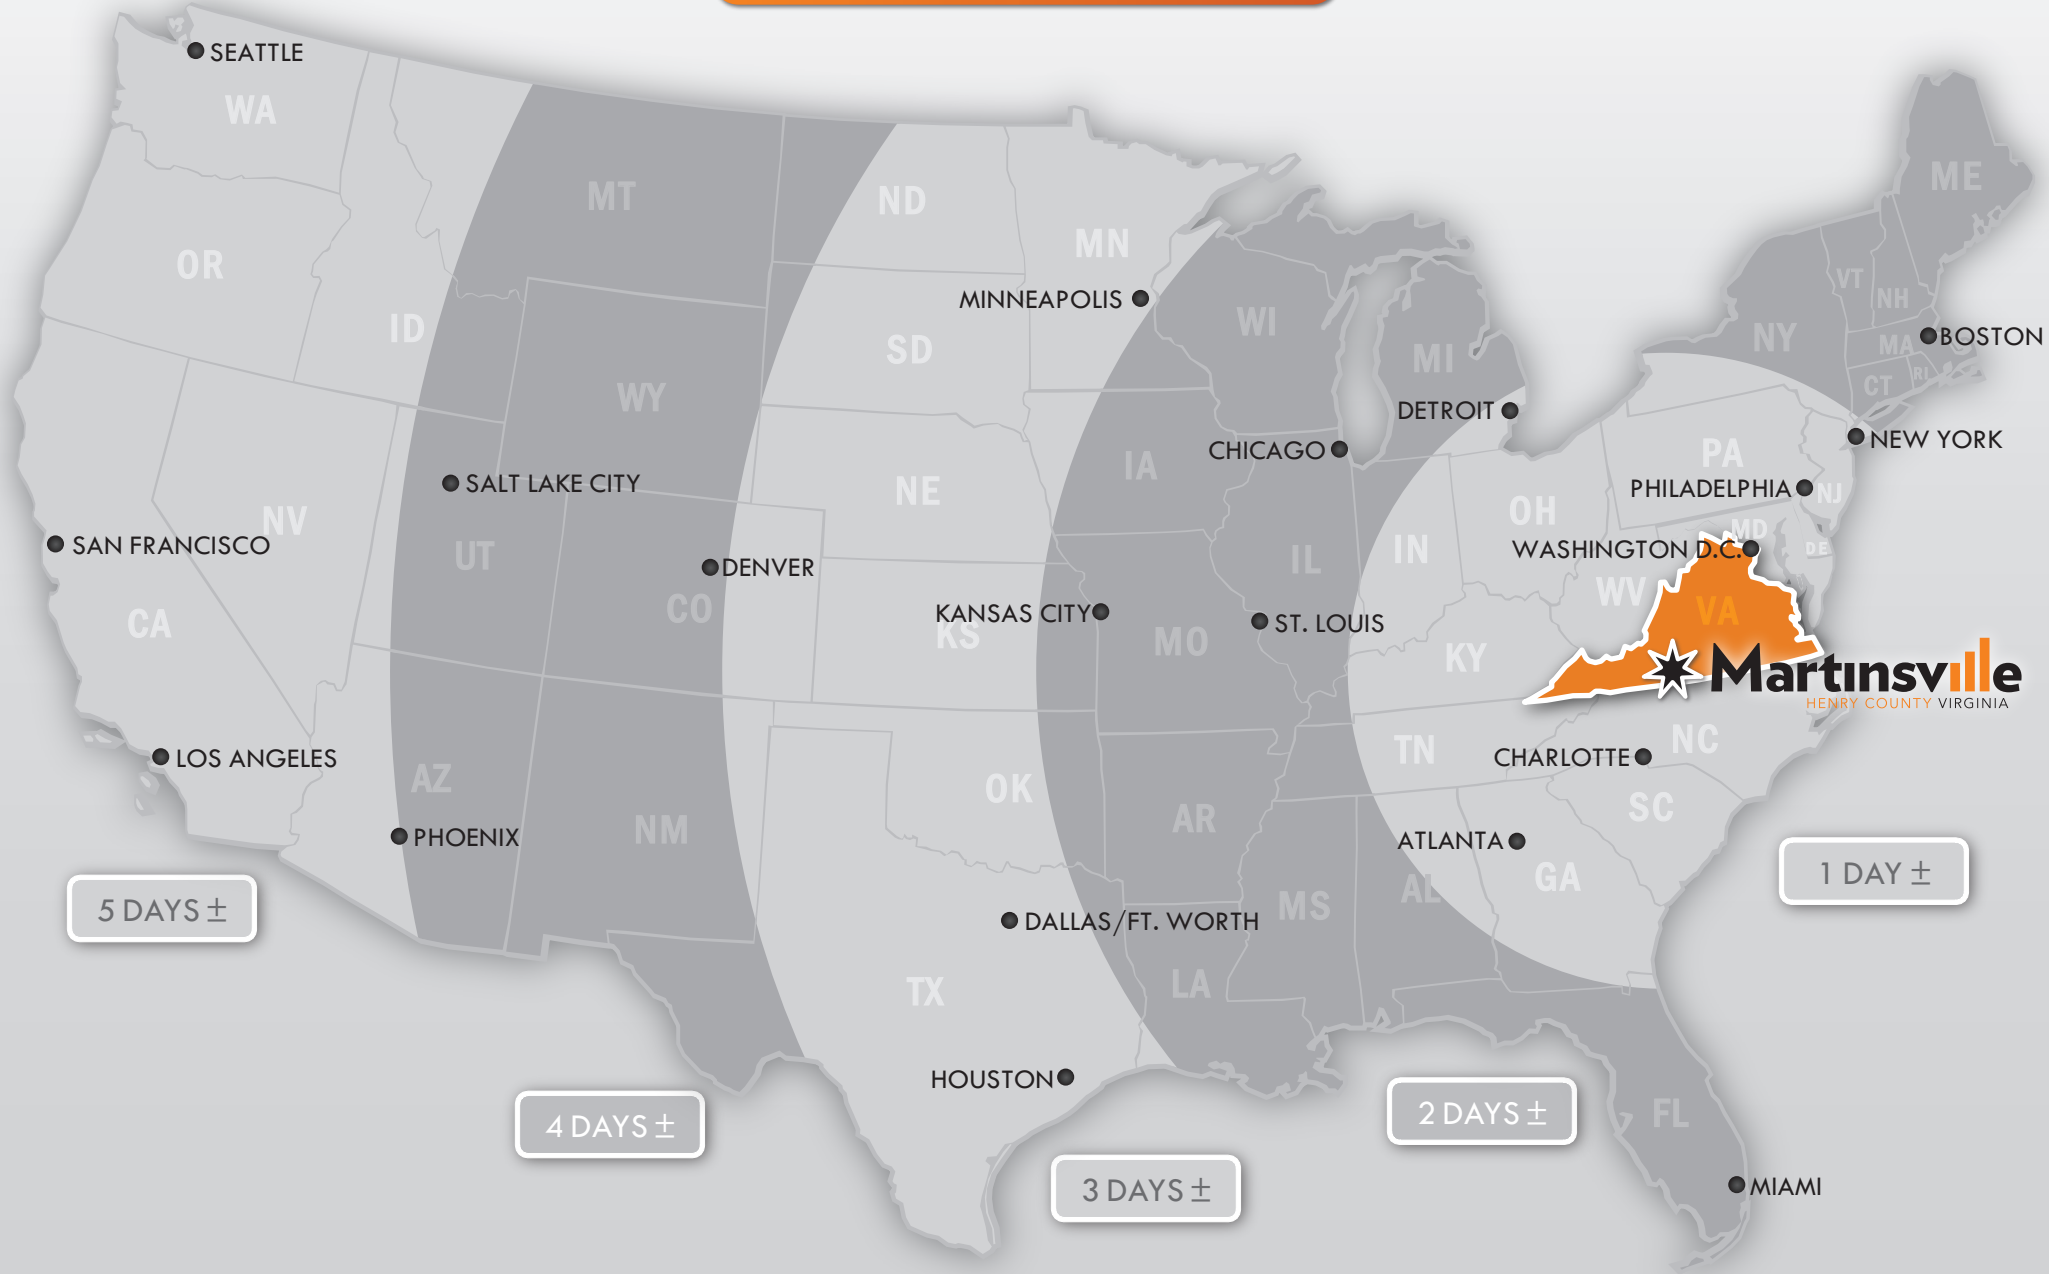 SEATTLE
WA
MT
ND
MN
ME
OR
ID
MINNEAPOLIS
WI
VT
NH
SD
MI
NY
MA
BOSTON
WY
CT
RI
DETROIT
NEW YORK
CHICAGO
IA
PA
SALT LAKE CITY
NE
PHILADELPHIA
NJ
NV
OH
MD
SAN FRANCISCO
UT
IN
WASHINGTON D.C.
DE
DENVER
IL
WV
CO
KANSAS CITY
VA
CA
KS
MO
ST. LOUIS
KY
Martinsville
HENRY COUNTY VIRGINIA
LOS ANGELES
AZ
OK
TN
CHARLOTTE
NC
PHOENIX
NM
AR
SC
ATLANTA
1 DAY ±
5 DAYS ±
DALLAS/FT. WORTH
MS
AL
GA
TX
LA
HOUSTON
4 DAYS ±
2 DAYS ±
FL
3 DAYS ±
MIAMI